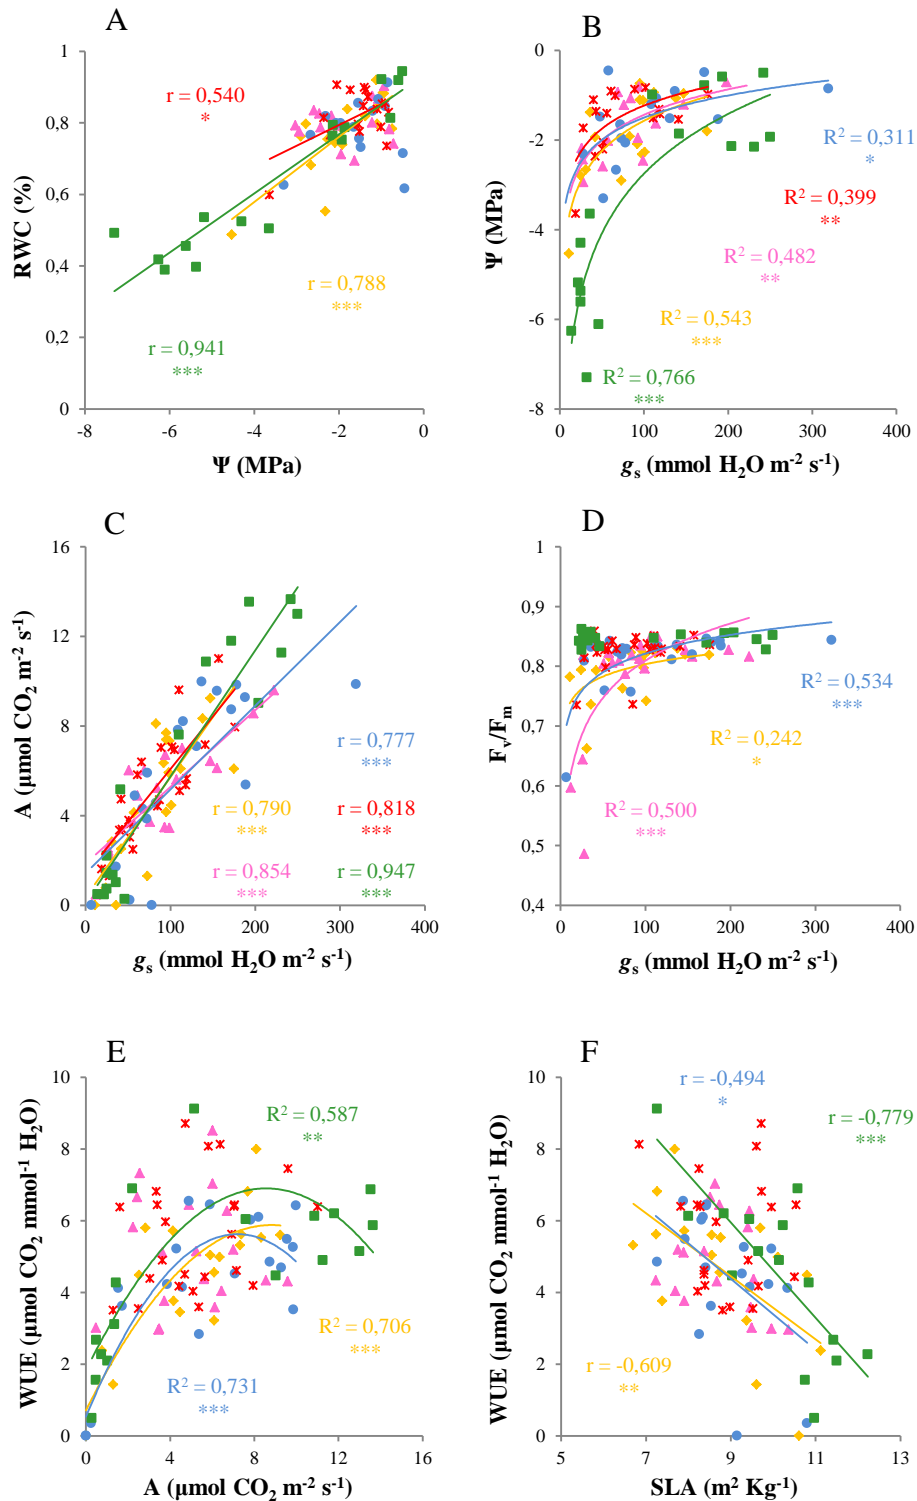 A
RWC (%)
1
0,8
0,6
0,4
0,2
0
-8
-6
-4
-2
0
Ψ (MPa)
r = 0,540
*
r = 0,788
***
r = 0,941
***
B
Ψ (MPa)
0
-2
-4
-6
-8
0
100
200
300
400
gs (mmol H2O m-2 s-1)
R2 = 0,311
*
R2 = 0,399
**
R2 = 0,482
**
R2 = 0,543
***
R2 = 0,766
***
C
A (µmol CO2 m-2 s-1)
16
12
8
4
0
0
100
200
300
400
gs (mmol H2O m-2 s-1)
r = 0,777
***
r = 0,790
***
r = 0,818
***
r = 0,854
***
r = 0,947
***
D
Fv/Fm
1
0,9
0,8
0,7
0,6
0,5
0,4
0
100
200
300
400
gs (mmol H2O m-2 s-1)
R2 = 0,534
***
R2 = 0,242
*
R2 = 0,500
***
E
WUE (µmol CO2 mmol-1 H2O)
10
8
6
4
2
0
0
4
8
12
16
A (µmol CO2 m-2 s-1)
R2 = 0,587
**
R2 = 0,706
***
R2 = 0,731
***
F
WUE (µmol CO2 mmol-1 H2O)
10
8
6
4
2
0
5
7
9
11
13
SLA (m2 Kg-1)
r = -0,494
*
r = -0,779
***
r = -0,609
**